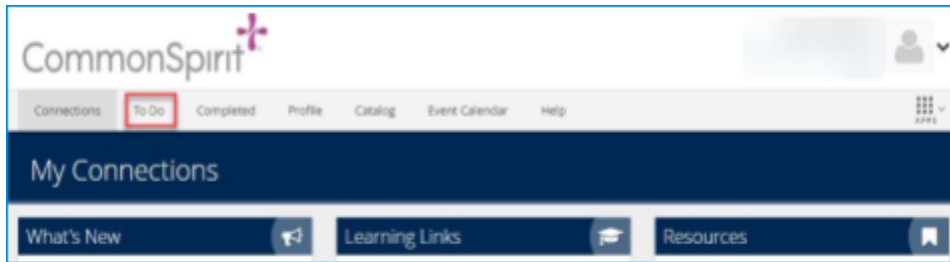 CommonSpirit
Connections To Do Completed Profile Catalog Event Calendar Help
APPS
My Connections
What's New Learning Links Resources